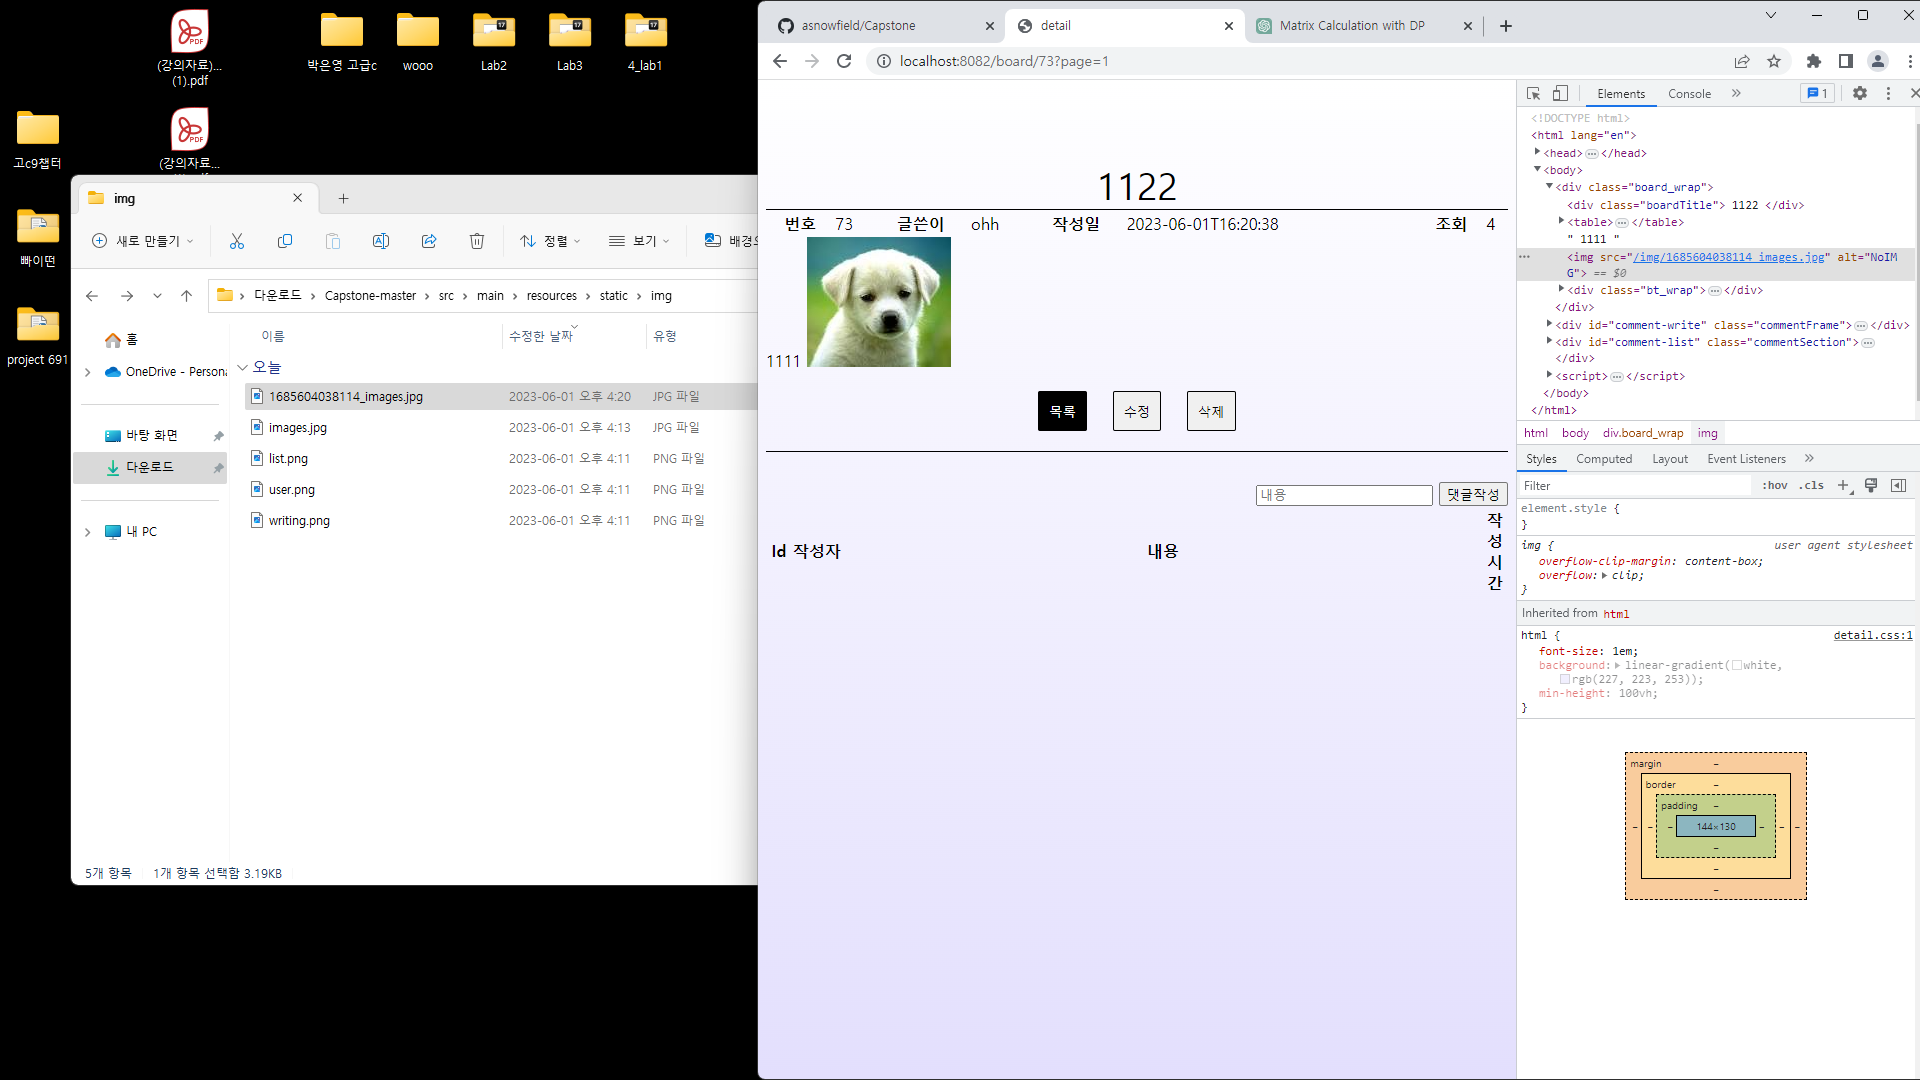 (강의자료)...
(1).pdf
박은영 고급c
wooo
Lab2
Lab3
4_lab1
고c9챕터
(강의자료...
빠이떤
project 691
img
새로 만들기
정렬
보기
다운로드 > Capstone-master > src > main > resources > static > img
홈
OneDrive - Persona
바탕 화면
다운로드
내 PC
이름 수정한 날짜 유형
오늘
1685604038114_images.jpg 2023-06-01 오후 4:20 JPG 파일
images.jpg 2023-06-01 오후 4:13 JPG 파일
list.png 2023-06-01 오후 4:11 PNG 파일
user.png 2023-06-01 오후 4:11 PNG 파일
writing.png 2023-06-01 오후 4:11 PNG 파일
5개 항목 1개 항목 선택함 3.19KB
asnowfield/Capstone
detail
Matrix Calculation with DP
localhost:8082/board/73?page=1
1122
번호 73 글쓴이 ohh 작성일 2023-06-01T16:20:38 조회 4
1111
목록 수정 삭제
내용 댓글작성
Id 작성자 내용 작성시간
Elements Console » 1
<!DOCTYPE html>
<html lang="en">
<head>…</head>
<body>
<div class="board_wrap">
<div class="boardTitle"> 1122 </div>
<table>…</table>
" 1111 "
<img src="/img/1685604038114_images.jpg" alt="NoIM
G"> == $0
<div class="bt_wrap">…</div>
</div>
<div id="comment-write" class="commentFrame">…</div>
<div id="comment-list" class="commentSection">…
</div>
<script>…</script>
</body>
</html>
html body div.board_wrap img
Styles Computed Layout Event Listeners »
Filter :hov .cls +
element.style {
}
img { user agent stylesheet
overflow-clip-margin: content-box;
overflow: clip;
}
Inherited from html
html { detail.css:1
font-size: 1em;
background: linear-gradient(white,
rgb(227, 223, 253));
min-height: 100vh;
}
margin –
border –
padding –
– – – 144×130 – – –
–
–
–